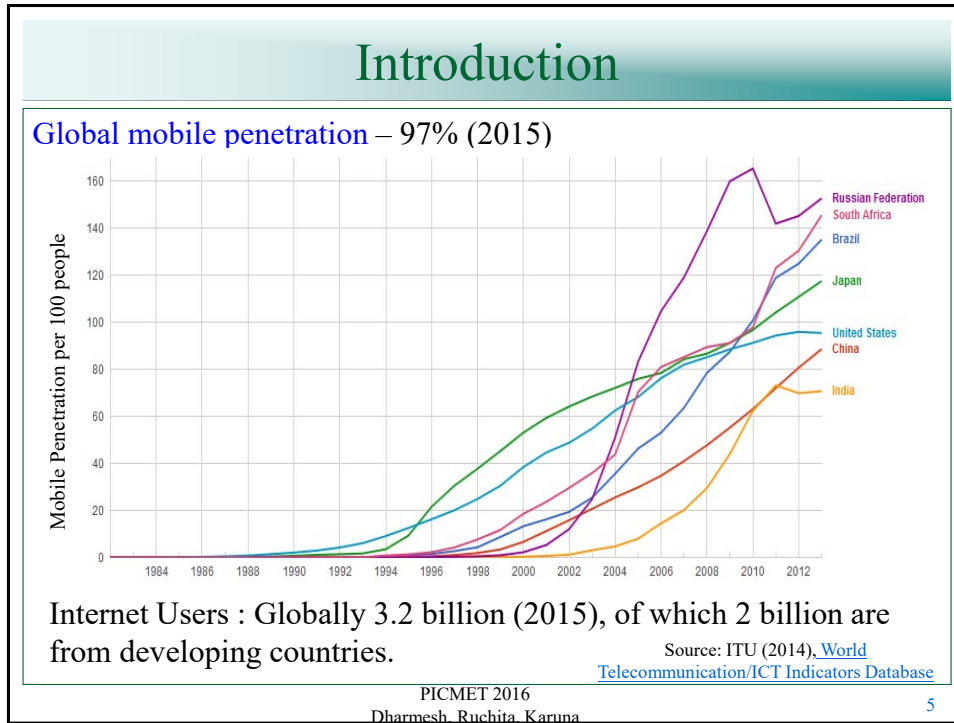 Introduction
Global mobile penetration – 97% (2015)
Mobile Penetration per 100 people
160
140
120
100
80
60
40
20
0
1984 1986 1988 1990 1992 1994 1996 1998 2000 2002 2004 2006 2008 2010 2012
Russian Federation
South Africa
Brazil
Japan
United States
China
India
Internet Users : Globally 3.2 billion (2015), of which 2 billion are
from developing countries.
Source: ITU (2014), World
Telecommunication/ICT Indicators Database
PICMET 2016
Dharmesh, Ruchita, Karuna
5